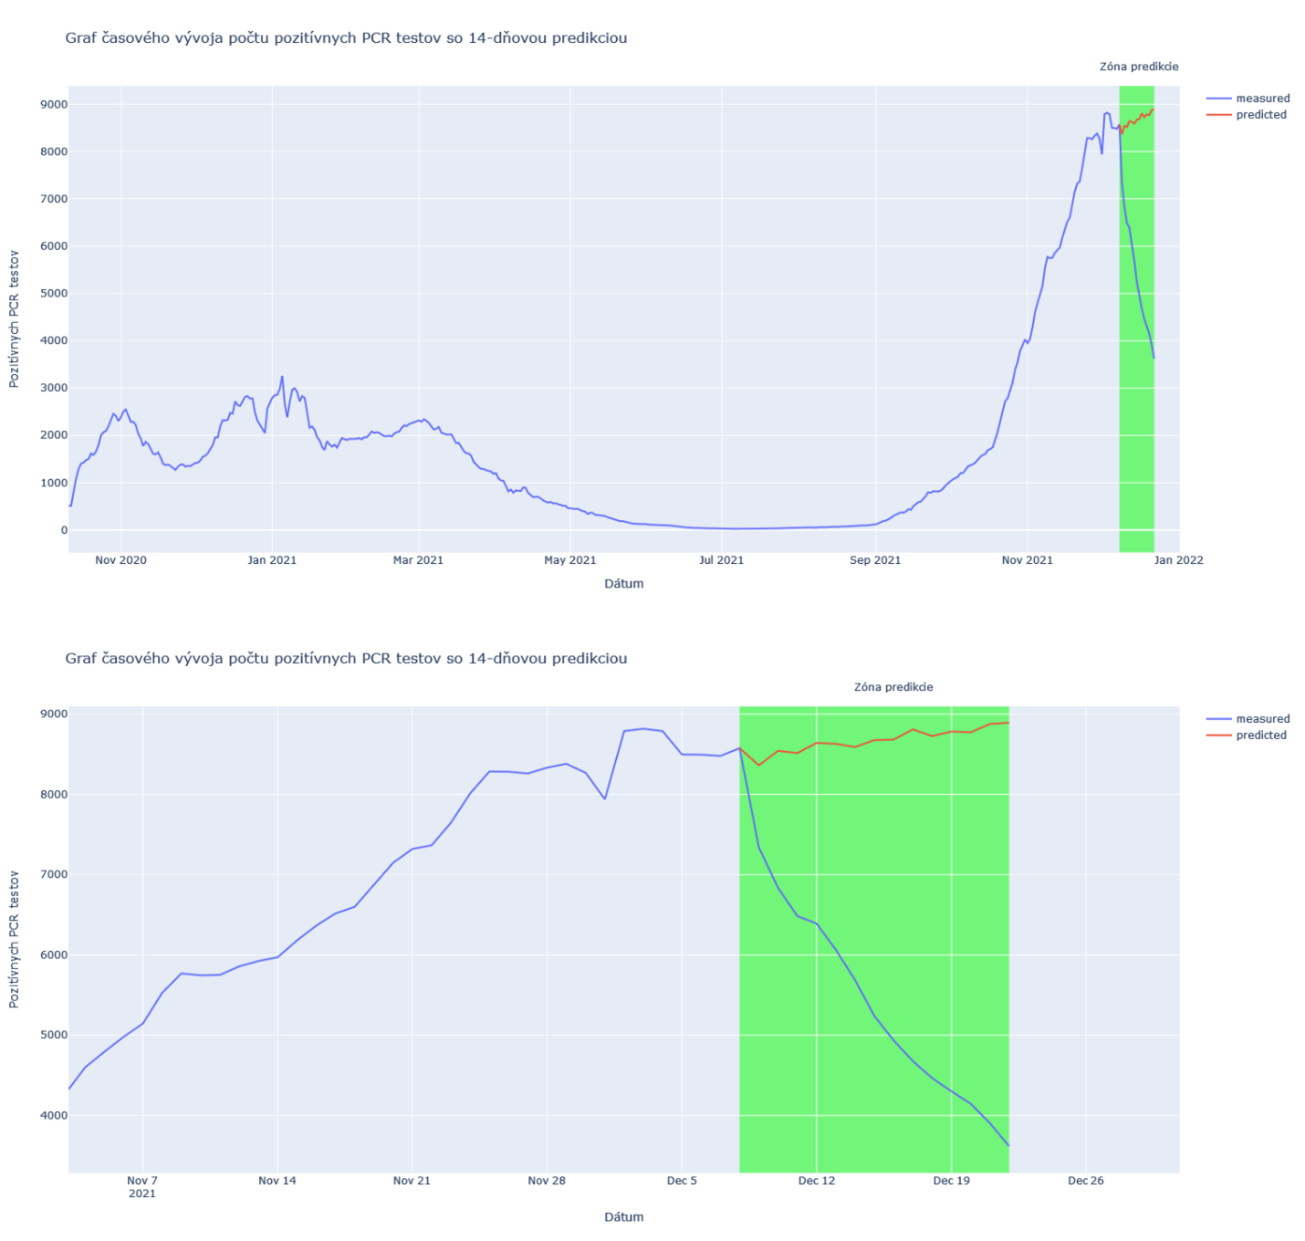 Graf časového vývoja počtu pozitívnych PCR testov so 14-dňovou predikciou
Zóna predikcie
measured
predicted
9000
8000
7000
6000
5000
4000
3000
2000
1000
0
Pozitívnych PCR testov
Nov 2020 Jan 2021 Mar 2021 May 2021 Jul 2021 Sep 2021 Nov 2021 Jan 2022
Dátum
Graf časového vývoja počtu pozitívnych PCR testov so 14-dňovou predikciou
Zóna predikcie
measured
predicted
9000
8000
7000
6000
5000
4000
Pozitívnych PCR testov
Nov 7 Nov 14 Nov 21 Nov 28 Dec 5 Dec 12 Dec 19 Dec 26
2021
Dátum